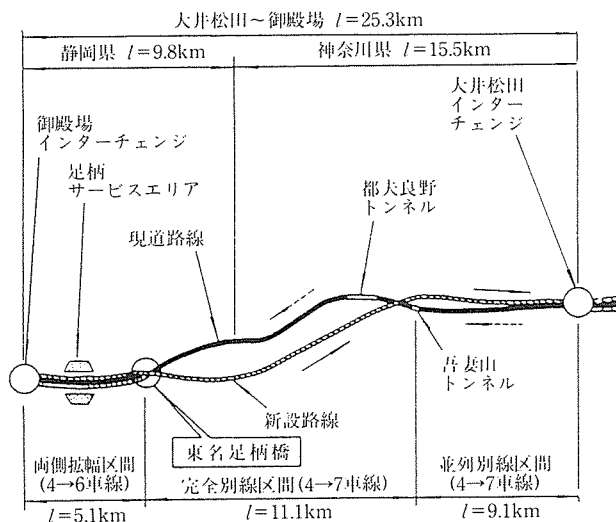 大井松田～御殿場 l=25.3km
静岡県 l=9.8km
神奈川県 l=15.5km
大井松田
インター
チェンジ
御殿場
インターチェンジ
足柄
サービスエリア
都夫良野
トンネル
現道路線
吾妻山
トンネル
新設路線
東名足柄橋
両側拡幅区間
(4→6車線)
完全別線区間(4→7車線)
並列別線区間
(4→7車線)
l=5.1km
l=11.1km
l=9.1km